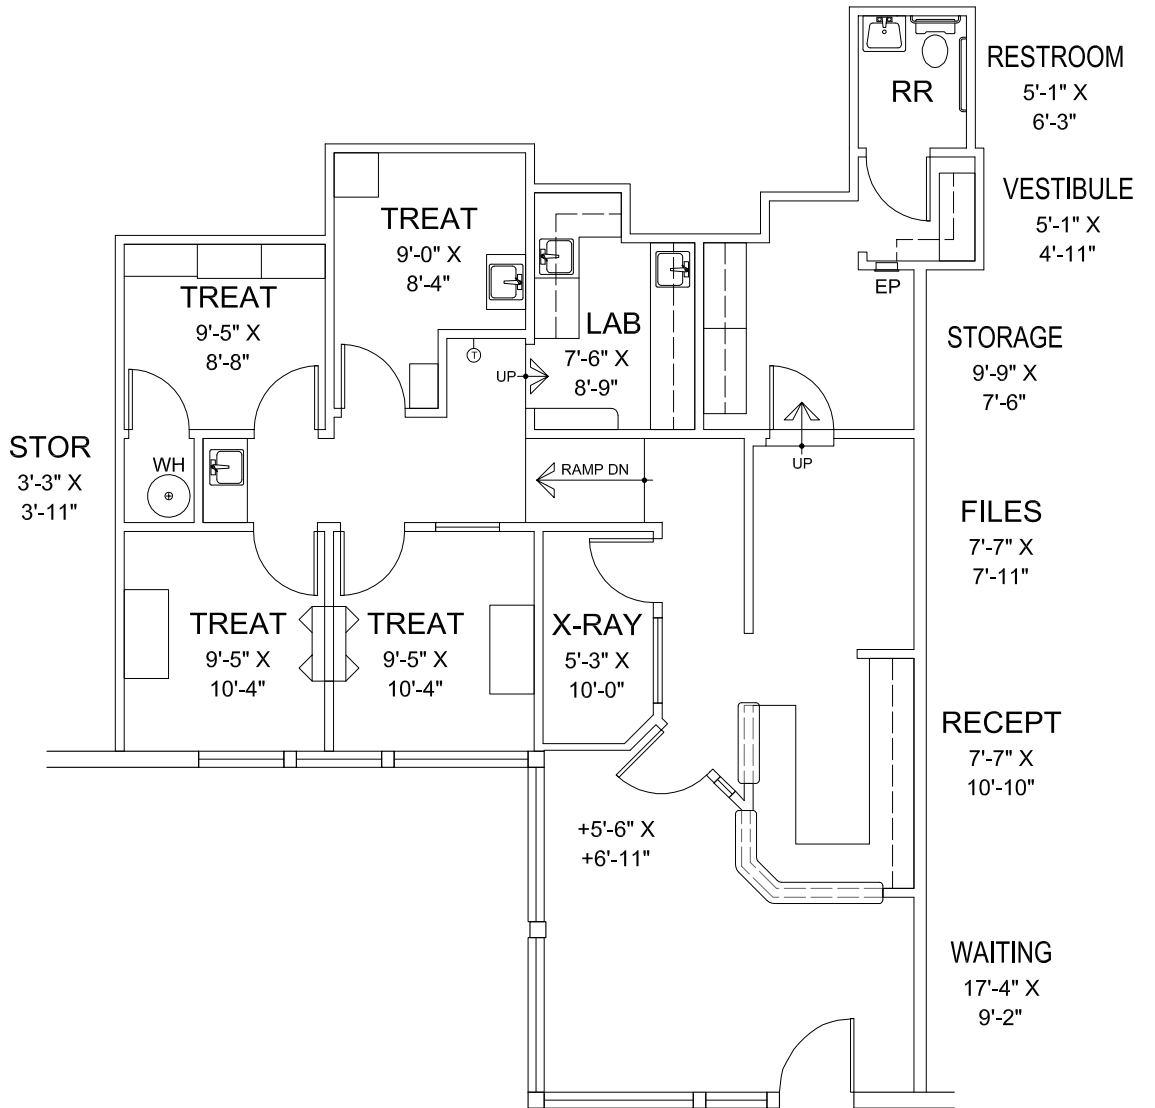 RR
RESTROOM
5'-1" X
6'-3"
VESTIBULE
5'-1" X
4'-11"
TREAT
9'-0" X
8'-4"
EP
TREAT
9'-5" X
8'-8"
LAB
7'-6" X
8'-9"
UP
T
STORAGE
9'-9" X
7'-6"
STOR
3'-3" X
3'-11"
WH
RAMP DN
UP
FILES
7'-7" X
7'-11"
TREAT
9'-5" X
10'-4"
TREAT
9'-5" X
10'-4"
X-RAY
5'-3" X
10'-0"
RECEPT
7'-7" X
10'-10"
+5'-6" X
+6'-11"
WAITING
17'-4" X
9'-2"